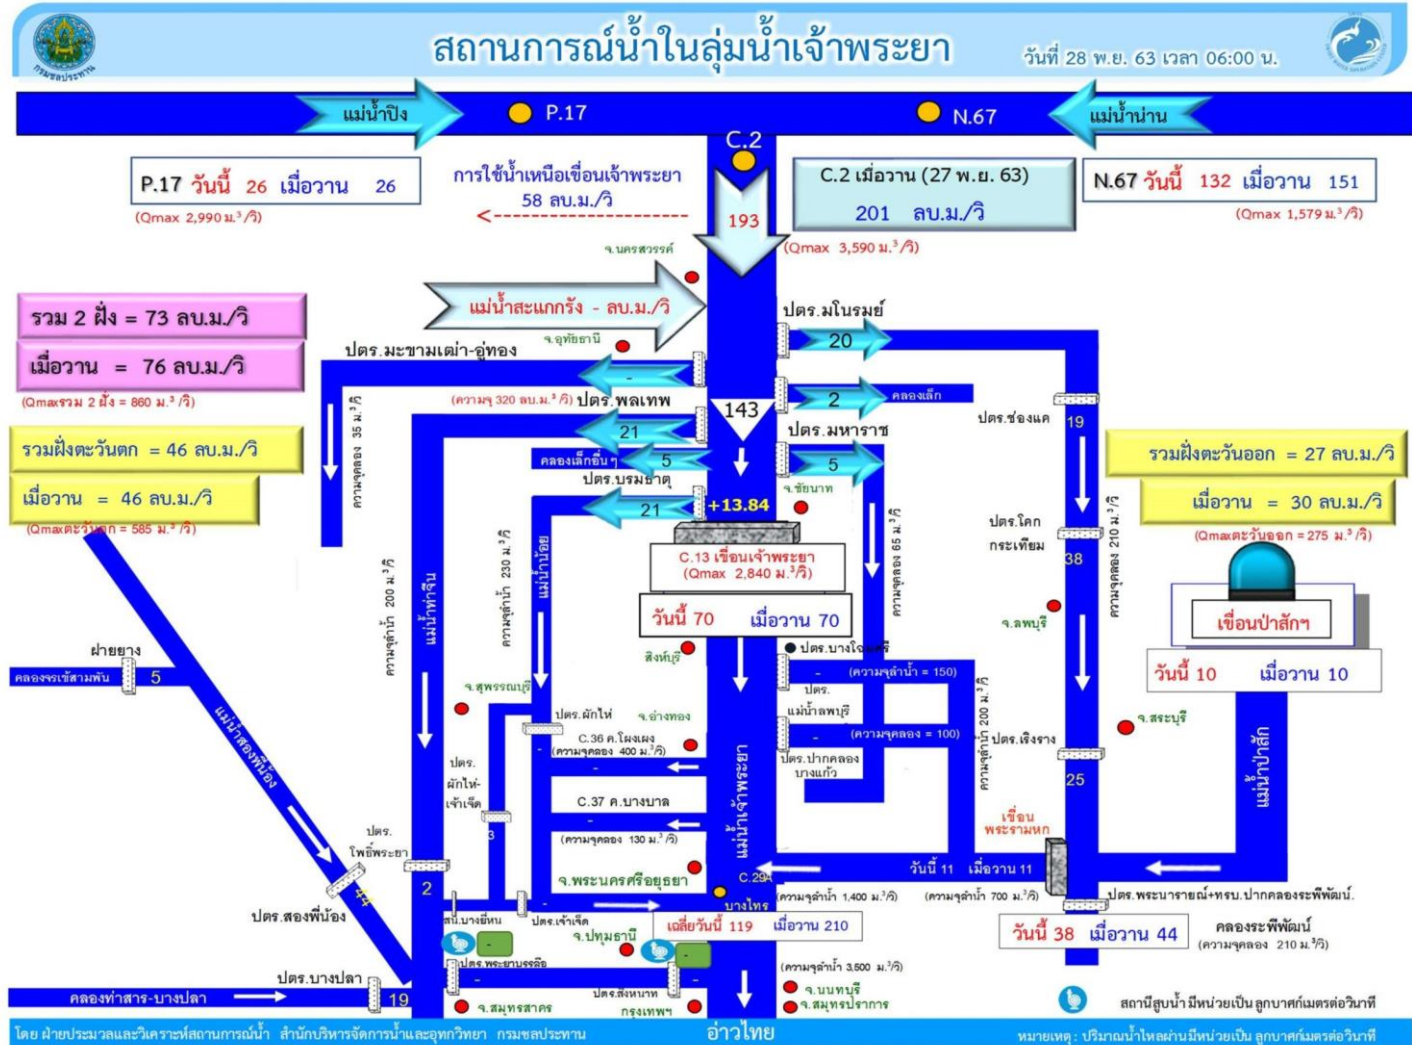 สถานการณ์น้ำในลุ่มน้ำเจ้าพระยา
วันที่ 28 พ.ย. 63 เวลา 06:00 น.
กรมชลประทาน
แม่น้ำปิง
P.17
N.67
แม่น้ำน่าน
C.2
P.17 วันนี้ 26 เมื่อวาน 26
(Qmax 2,990 ม.³/วิ)
การใช้น้ำเหนือเขื่อนเจ้าพระยา
58 ลบ.ม./วิ
193
C.2 เมื่อวาน (27 พ.ย. 63)
201 ลบ.ม./วิ
(Qmax 3,590 ม.³/วิ)
N.67 วันนี้ 132 เมื่อวาน 151
(Qmax 1,579 ม.³/วิ)
จ.นครสวรรค์
แม่น้ำสะแกกรัง - ลบ.ม./วิ
จ.อุทัยธานี
รวม 2 ฝั่ง = 73 ลบ.ม./วิ
เมื่อวาน = 76 ลบ.ม./วิ
(Qmaxรวม 2 ฝั่ง = 860 ม.³/วิ)
รวมฝั่งตะวันตก = 46 ลบ.ม./วิ
เมื่อวาน = 46 ลบ.ม./วิ
(Qmaxตะวันตก = 585 ม.³/วิ)
ปตร.มะขามเฒ่า-อู่ทอง
-
(ความจุ 320 ลบ.ม.³/วิ)
ความจุคลอง 35 ม.³/วิ
ปตร.พลเทพ
21
คลองเล็กอื่นๆ
5
ปตร.บรมธาตุ
21
143
+13.84
ปตร.มโนรมย์
20
2
คลองเล็ก
ปตร.มหาราช
5
จ.ชัยนาท
ปตร.ช่องแค
19
ปตร.โคก
กระเทียม
38
ความจุคลอง 210 ม.³/วิ
ความจุคลอง 65 ม.³/วิ
รวมฝั่งตะวันออก = 27 ลบ.ม./วิ
เมื่อวาน = 30 ลบ.ม./วิ
(Qmaxตะวันออก = 275 ม.³/วิ)
C.13 เขื่อนเจ้าพระยา
(Qmax 2,840 ม.³/วิ)
วันนี้ 70 เมื่อวาน 70
เขื่อนป่าสักฯ
วันนี้ 10 เมื่อวาน 10
จ.ลพบุรี
จ.สระบุรี
แม่น้ำป่าสัก
แม่น้ำท่าจีน
ความจุลำน้ำ 200 ม.³/วิ
แม่น้ำน้อย
ความจุลำน้ำ 230 ม.³/วิ
สิงห์บุรี
ปตร.บางโฉมศรี
(ความจุลำน้ำ = 150)
-
ปตร.
แม่น้ำลพบุรี
(ความจุคลอง = 100)
-
ปตร.ปากคลอง
บางแก้ว
ความจุลำน้ำ 200 ม.³/วิ
ปตร.เริงราง
25
ฝายยาง
คลองจรเข้สามพัน
5
แม่น้ำสองพี่น้อง
จ.สุพรรณบุรี
ปตร.ผักไห่
-
จ.อ่างทอง
C.36 ค.โผงเผง
(ความจุคลอง 400 ม.³/วิ)
-
ปตร.
ผักไห่-
เจ้าเจ็ด
3
C.37 ค.บางบาล
-
(ความจุคลอง 130 ม.³/วิ)
แม่น้ำเจ้าพระยา
เขื่อน
พระรามหก
วันนี้ 11 เมื่อวาน 11
(ความจุลำน้ำ 1,400 ม.³/วิ)
(ความจุลำน้ำ 700 ม.³/วิ)
ปตร.
โพธิ์พระยา
2
44
ปตร.สองพี่น้อง
จ.พระนครศรีอยุธยา
C.29A
บางไทร
เฉลี่ยวันนี้ 119 เมื่อวาน 210
ปตร.พระนารายณ์+ทรบ.ปากคลองระพีพัฒน์.
วันนี้ 38 เมื่อวาน 44
คลองระพีพัฒน์
(ความจุคลอง 210 ม.³/วิ)
สน.บางยี่หน
ปตร.เจ้าเจ็ด
-
จ.ปทุมธานี
-
ปตร.พระยาบรรลือ
-
ปตร.สิงหนาท
-
(ความจุลำน้ำ 3,500 ม.³/วิ)
ปตร.บางปลา
คลองท่าสาร-บางปลา
19
จ.สมุทรสาคร
กรุงเทพฯ
จ.นนทบุรี
จ.สมุทรปราการ
สถานีสูบน้ำ มีหน่วยเป็น ลูกบาศก์เมตรต่อวินาที
โดย ฝ่ายประมวลและวิเคราะห์สถานการณ์น้ำ สำนักบริหารจัดการน้ำและอุทกวิทยา กรมชลประทาน
อ่าวไทย
หมายเหตุ : ปริมาณน้ำไหลผ่านมีหน่วยเป็น ลูกบาศก์เมตรต่อวินาที